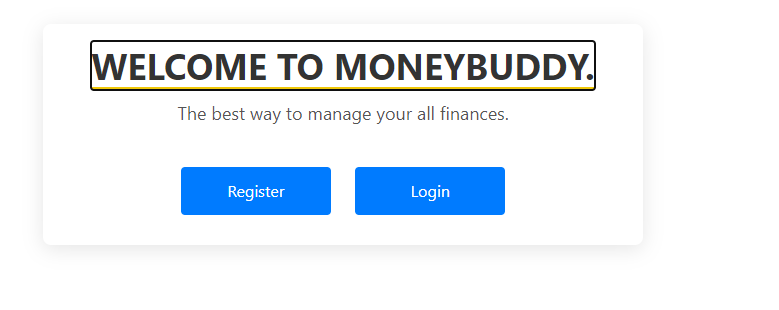 WELCOME TO MONEYBUDDY.
The best way to manage your all finances.
Register Login